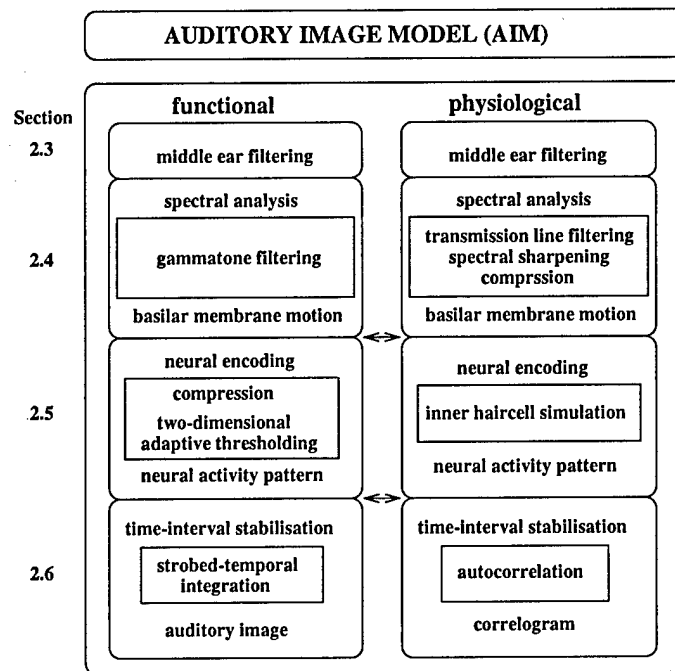 AUDITORY IMAGE MODEL (AIM)
Section
functional
physiological
2.3
middle ear filtering
middle ear filtering
2.4
spectral analysis
gammatone filtering
basilar membrane motion
spectral analysis
transmission line filtering
spectral sharpening
comprssion
basilar membrane motion
2.5
neural encoding
compression
two-dimensional
adaptive thresholding
neural activity pattern
neural encoding
inner haircell simulation
neural activity pattern
2.6
time-interval stabilisation
strobed-temporal
integration
auditory image
time-interval stabilisation
autocorrelation
correlogram